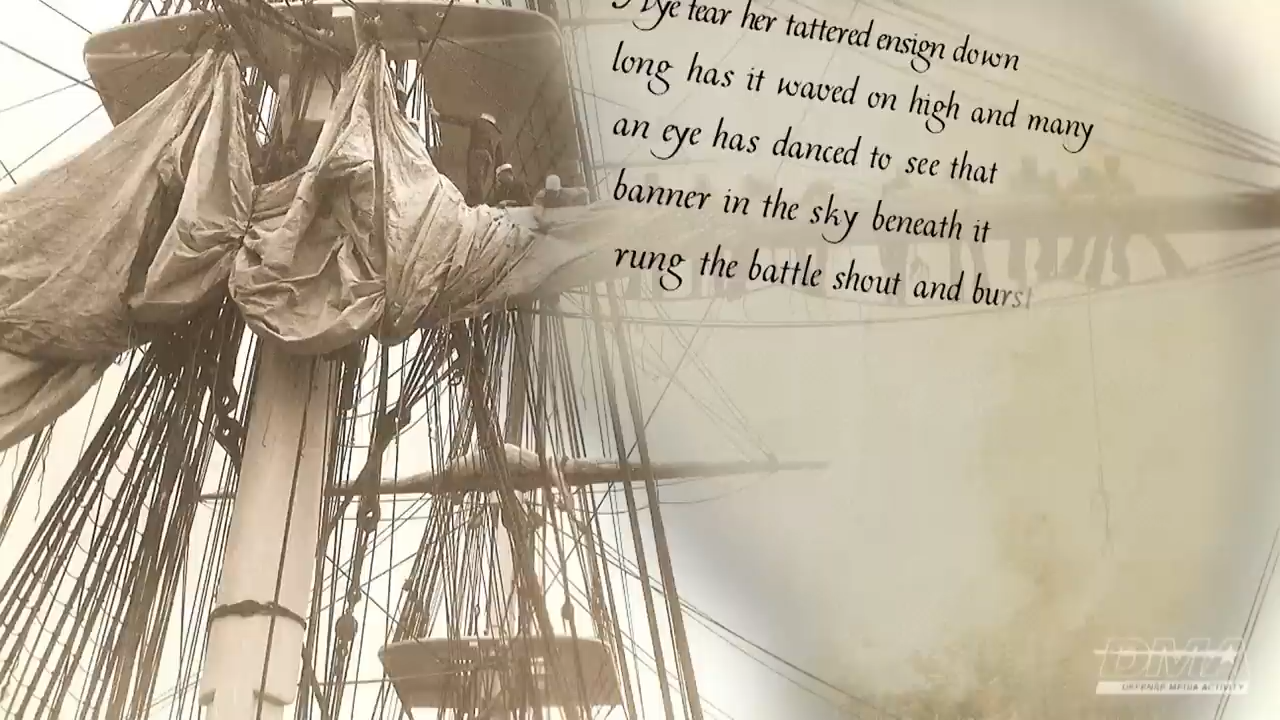 Aye tear her tattered ensign down
long has it waved on high and many
an eye has danced to see that
banner in the sky beneath it
rung the battle shout and burst
DMA
DEFENSE MEDIA ACTIVITY